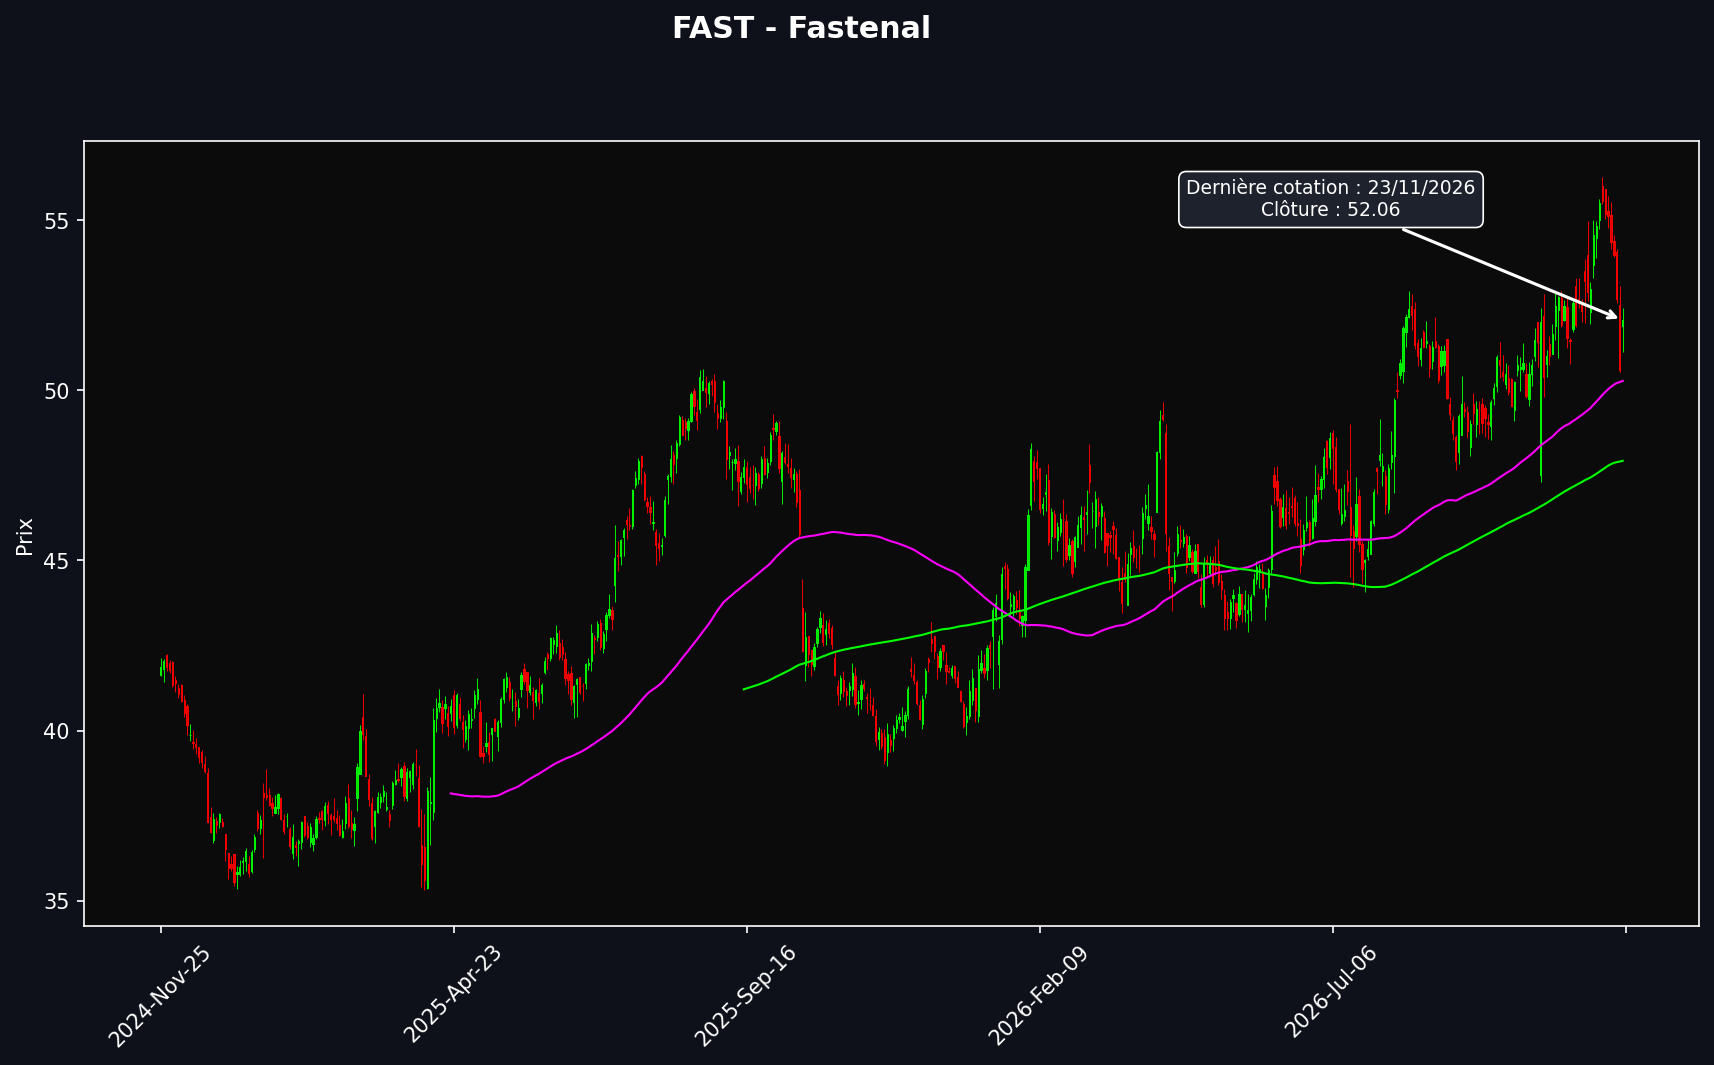 FAST - Fastenal
Dernière cotation : 23/11/2026
Clôture : 52.06
Prix
55
50
45
40
35
2024-Nov-25
2025-Apr-23
2025-Sep-16
2026-Feb-09
2026-Jul-06